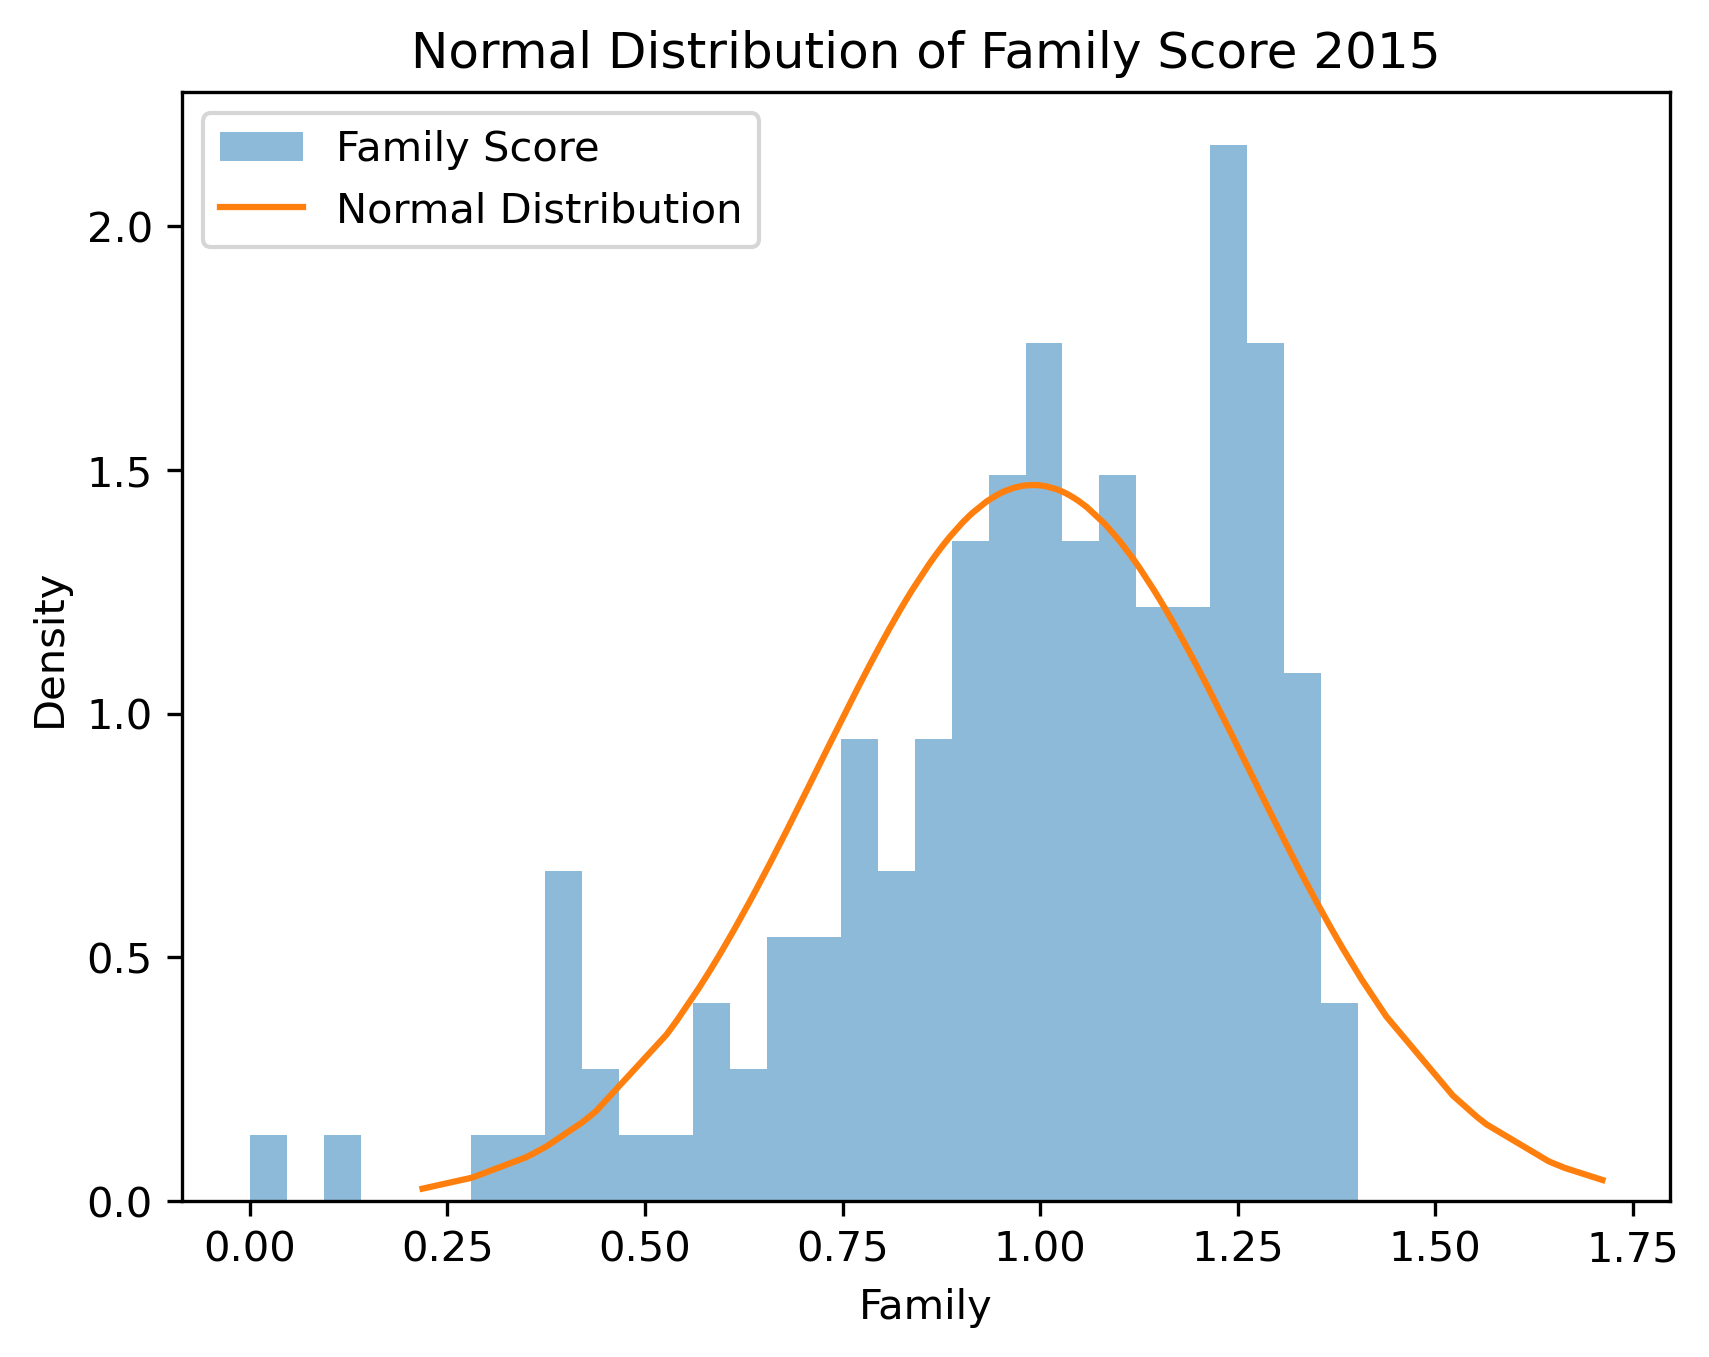 Normal Distribution of Family Score 2015
Family Score
Normal Distribution
2.0
1.5
1.0
0.5
0.0
Density
0.00 0.25 0.50 0.75 1.00 1.25 1.50 1.75
Family